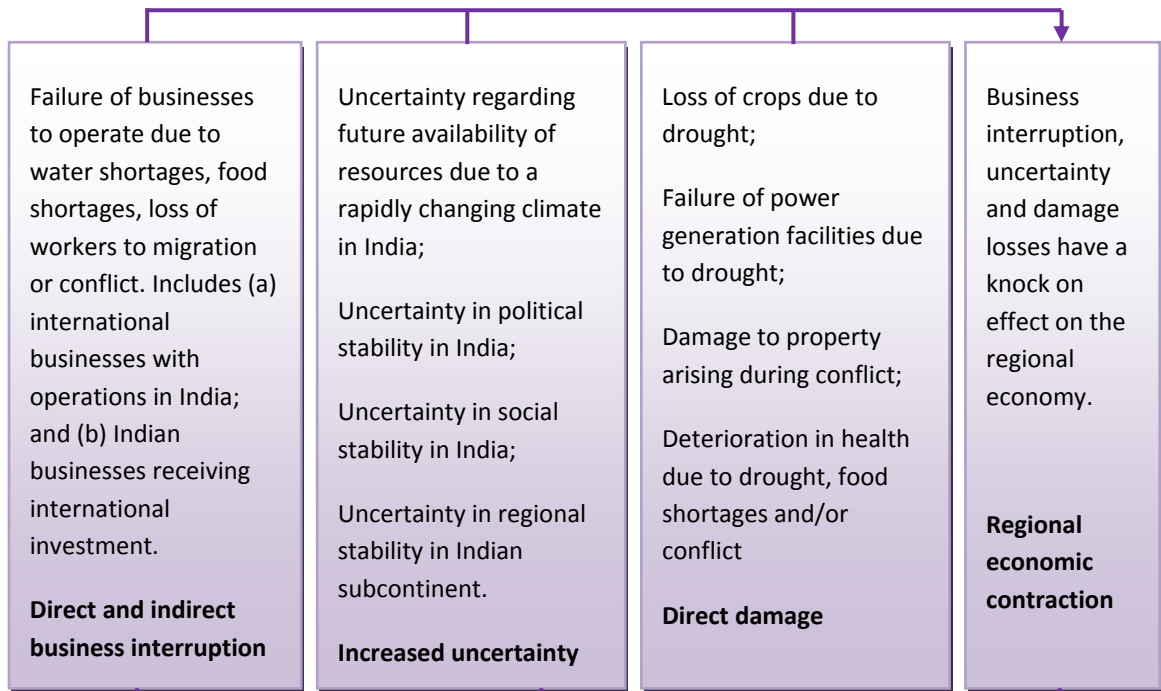 Failure of businesses
to operate due to
water shortages, food
shortages, loss of
workers to migration
or conflict. Includes (a)
international
businesses with
operations in India;
and (b) Indian
businesses receiving
international
investment.
Direct and indirect
business interruption
Uncertainty regarding
future availability of
resources due to a
rapidly changing climate
in India;
Uncertainty in political
stability in India;
Uncertainty in social
stability in India;
Uncertainty in regional
stability in Indian
subcontinent.
Increased uncertainty
Loss of crops due to
drought;
Failure of power
generation facilities due
to drought;
Damage to property
arising during conflict;
Deterioration in health
due to drought, food
shortages and/or
conflict
Direct damage
Business
interruption,
uncertainty
and damage
losses have a
knock on
effect on the
regional
economy.
Regional
economic
contraction